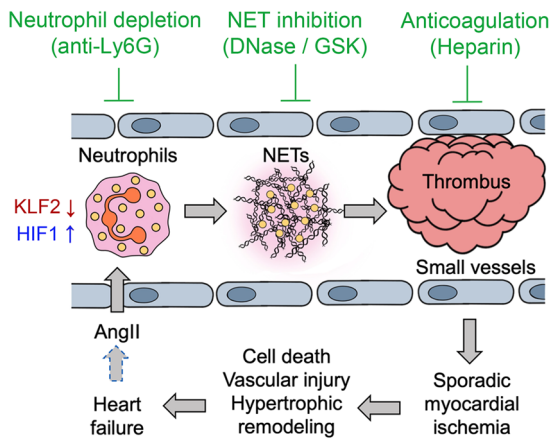 Neutrophil depletion
(anti-Ly6G)
NET inhibition
(DNase / GSK)
Anticoagulation
(Heparin)
Neutrophils
NETs
Thrombus
KLF2 ↓
HIF1 ↑
Small vessels
AngII
Cell death
Vascular injury
Hypertrophic
remodeling
Heart
failure
Sporadic
myocardial
ischemia